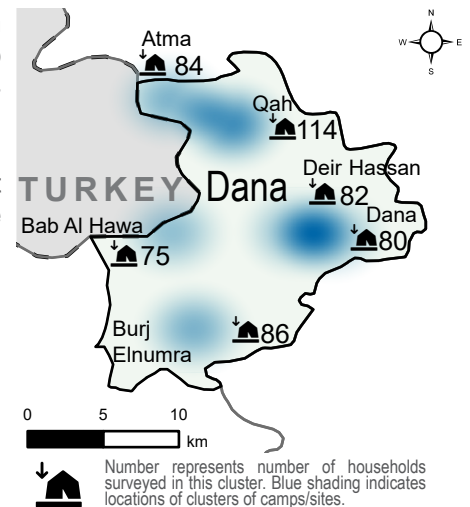 N
W E
S
Atma
84
Qah
114
Deir Hassan
82
TURKEY Dana
Dana
80
Bab Al Hawa
75
Burj
Elnumra
86
0 5 10
km
Number represents number of households
surveyed in this cluster. Blue shading indicates
locations of clusters of camps/sites.